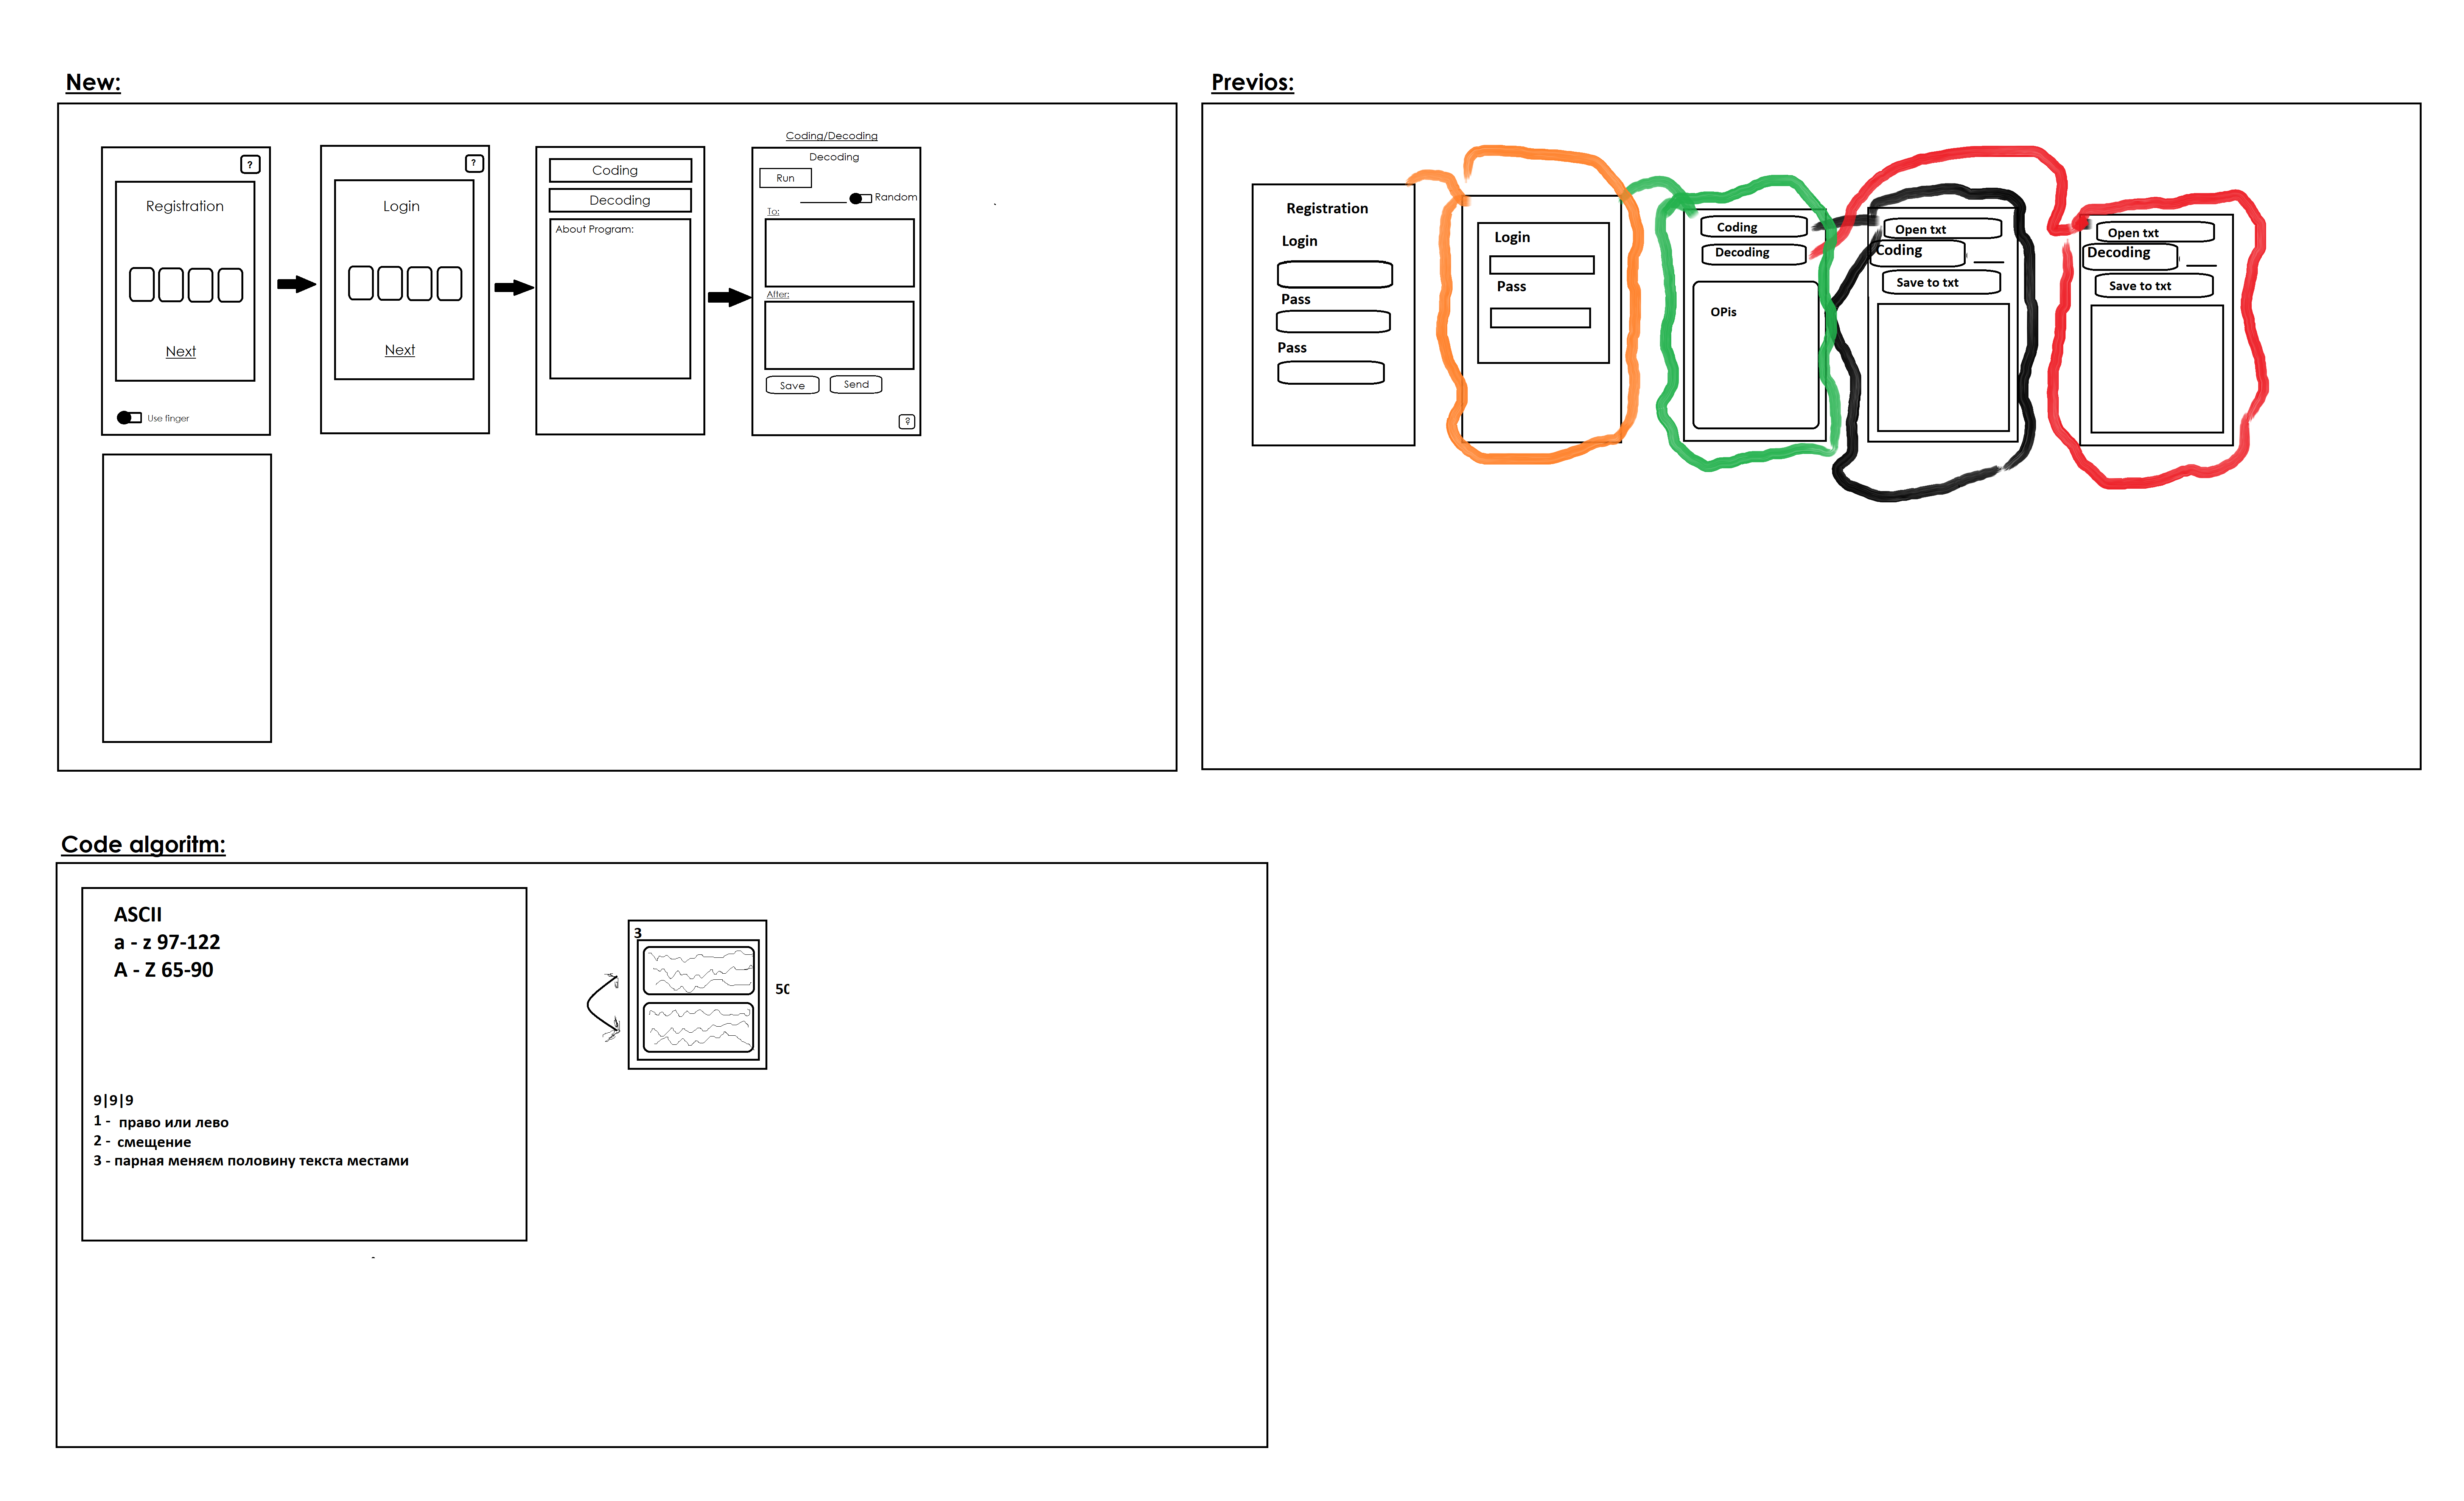 New:
?
Registration
Next
Use finger
?
Login
Next
Coding
Decoding
About Program:
Coding/Decoding
Decoding
Run
Random
To:
After:
Save
Send
?
Previos:
Registration
Login
Pass
Pass
Login
Pass
Coding
Decoding
OPis
Open txt
Coding
Save to txt
Open txt
Decoding
Save to txt
Code algoritm:
ASCII
a - z 97-122
A - Z 65-90
9|9|9
1 - право или лево
2 - смещение
3 - парная меняєм половину текста местами
3
50